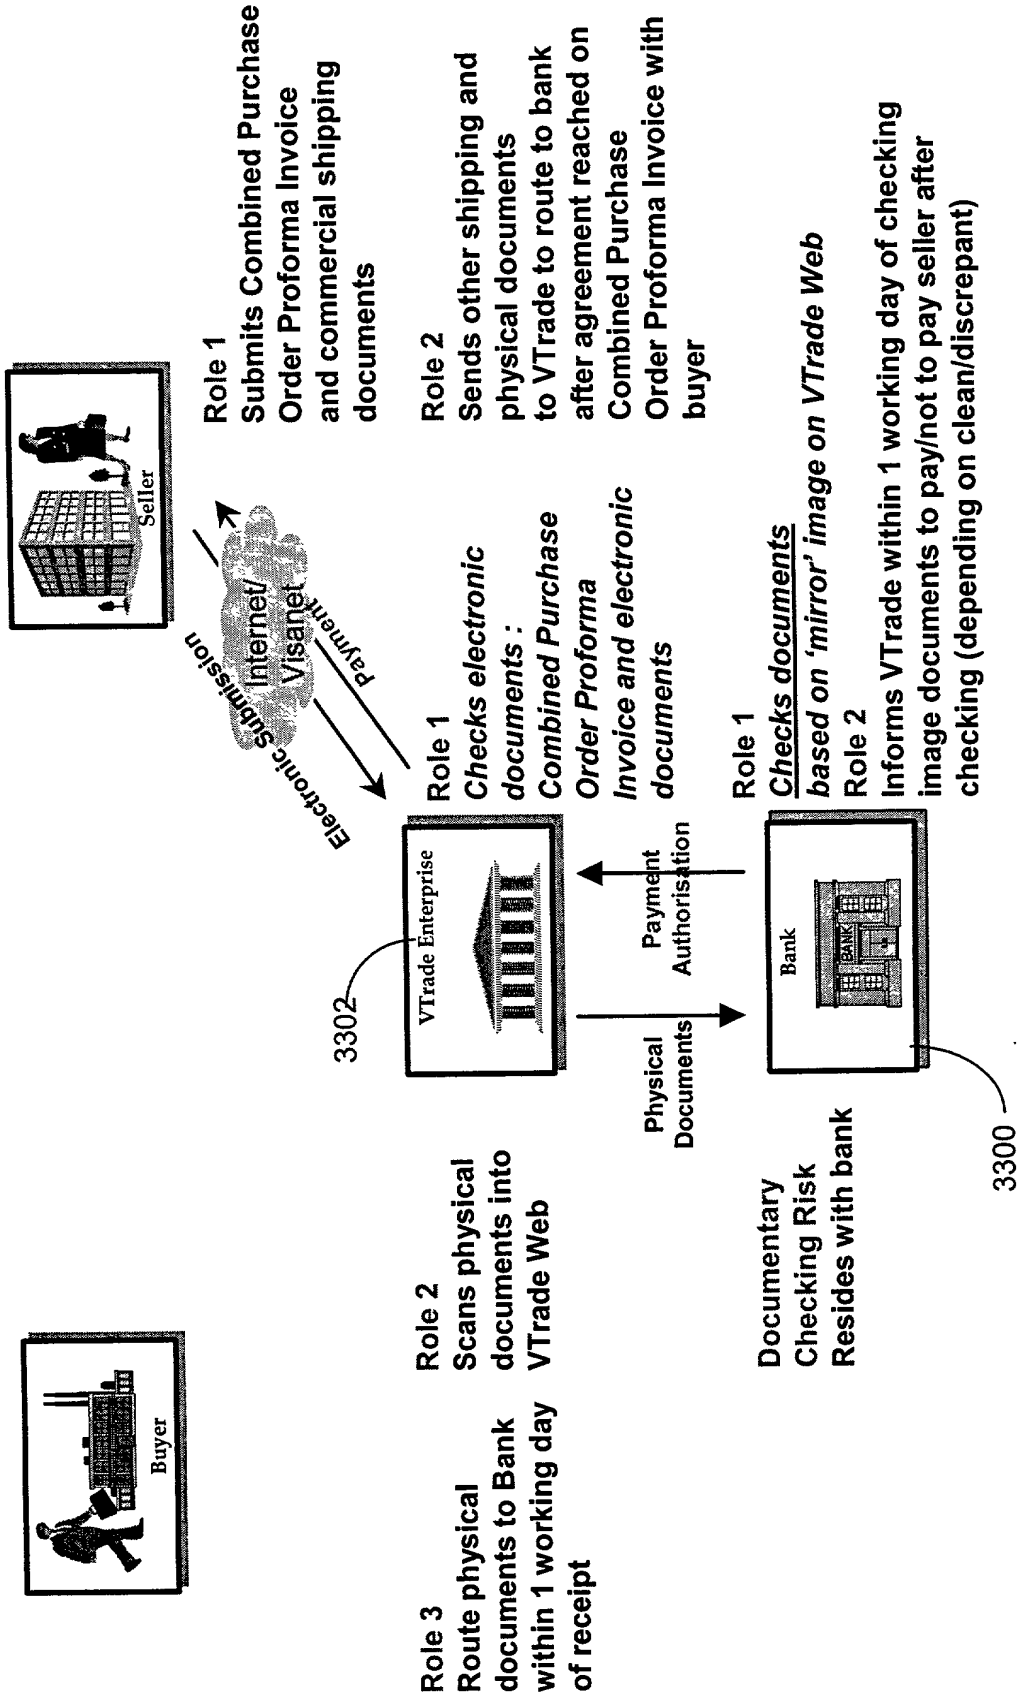 Buyer
Seller
Role 1
Submits Combined Purchase
Order Proforma Invoice
and commercial shipping
documents
Role 2
Sends other shipping and
physical documents
to VTrade to route to bank
after agreement reached on
Combined Purchase
Order Proforma Invoice with
buyer
Electronic Submission
Internet/
Visanet
Payment
3302
VTrade Enterprise
Role 1
Checks electronic
documents :
Combined Purchase
Order Proforma
Invoice and electronic
documents
Role 2
Scans physical
documents into
VTrade Web
Role 3
Route physical
documents to Bank
within 1 working day
of receipt
Physical
Documents
Payment
Authorisation
Bank
BANK
3300
Documentary
Checking Risk
Resides with bank
Role 1
Checks documents
based on ‘mirror’ image on VTrade Web
Role 2
Informs VTrade within 1 working day of checking
image documents to pay/not to pay seller after
checking (depending on clean/discrepant)